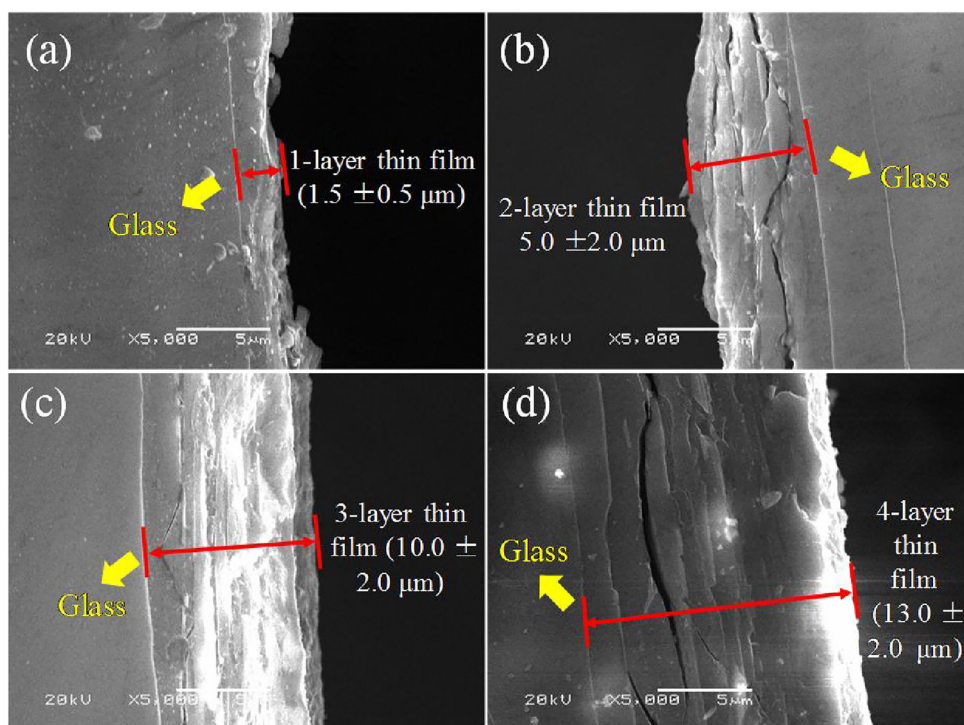 (a)
1-layer thin film
(1.5 ±0.5 μm)
Glass
20kV X5,000 5μm
(b)
Glass
2-layer thin film
5.0 ±2.0 μm
20kV X5,000 5μm
(c)
3-layer thin
film (10.0 ±
2.0 μm)
Glass
20kV X5,000 5μm
(d)
4-layer
thin
film
(13.0 ±
2.0 μm)
Glass
20kV X5,000 5μm